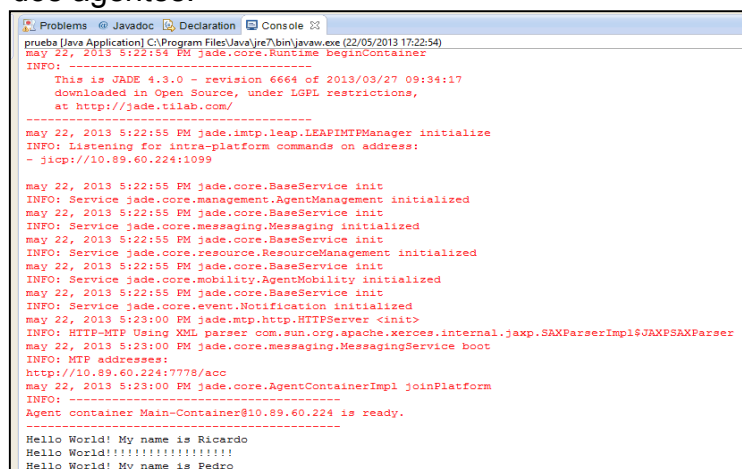 dos agentes.
Problems @ Javadoc Declaration Console
prueba [Java Application] C:\Program Files\Java\jre7\bin\javaw.exe (22/05/2013 17:22:54)
may 22, 2013 5:22:54 PM jade.core.Runtime beginContainer
INFO: ----------------------------------
This is JADE 4.3.0 - revision 6664 of 2013/03/27 09:34:17
downloaded in Open Source, under LGPL restrictions,
at http://jade.tilab.com/
----------------------------------------
may 22, 2013 5:22:55 PM jade.imtp.leap.LEAPIMTPManager initialize
INFO: Listening for intra-platform commands on address:
- jicp://10.89.60.224:1099
may 22, 2013 5:22:55 PM jade.core.BaseService init
INFO: Service jade.core.management.AgentManagement initialized
may 22, 2013 5:22:55 PM jade.core.BaseService init
INFO: Service jade.core.messaging.Messaging initialized
may 22, 2013 5:22:55 PM jade.core.BaseService init
INFO: Service jade.core.resource.ResourceManagement initialized
may 22, 2013 5:22:55 PM jade.core.BaseService init
INFO: Service jade.core.mobility.AgentMobility initialized
may 22, 2013 5:22:55 PM jade.core.BaseService init
INFO: Service jade.core.event.Notification initialized
may 22, 2013 5:23:00 PM jade.mtp.http.HTTPServer <init>
INFO: HTTP-MTP Using XML parser com.sun.org.apache.xerces.internal.jaxp.SAXParserImpl$JAXPSAXParser
may 22, 2013 5:23:00 PM jade.core.messaging.MessagingService boot
INFO: MTP addresses:
http://10.89.60.224:7778/acc
may 22, 2013 5:23:00 PM jade.core.AgentContainerImpl joinPlatform
INFO: --------------------------------------
Agent container Main-Container@10.89.60.224 is ready.
--------------------------------------------
Hello World! My name is Ricardo
Hello World!!!!!!!!!!!!!!!!!!
Hello World! My name is Pedro